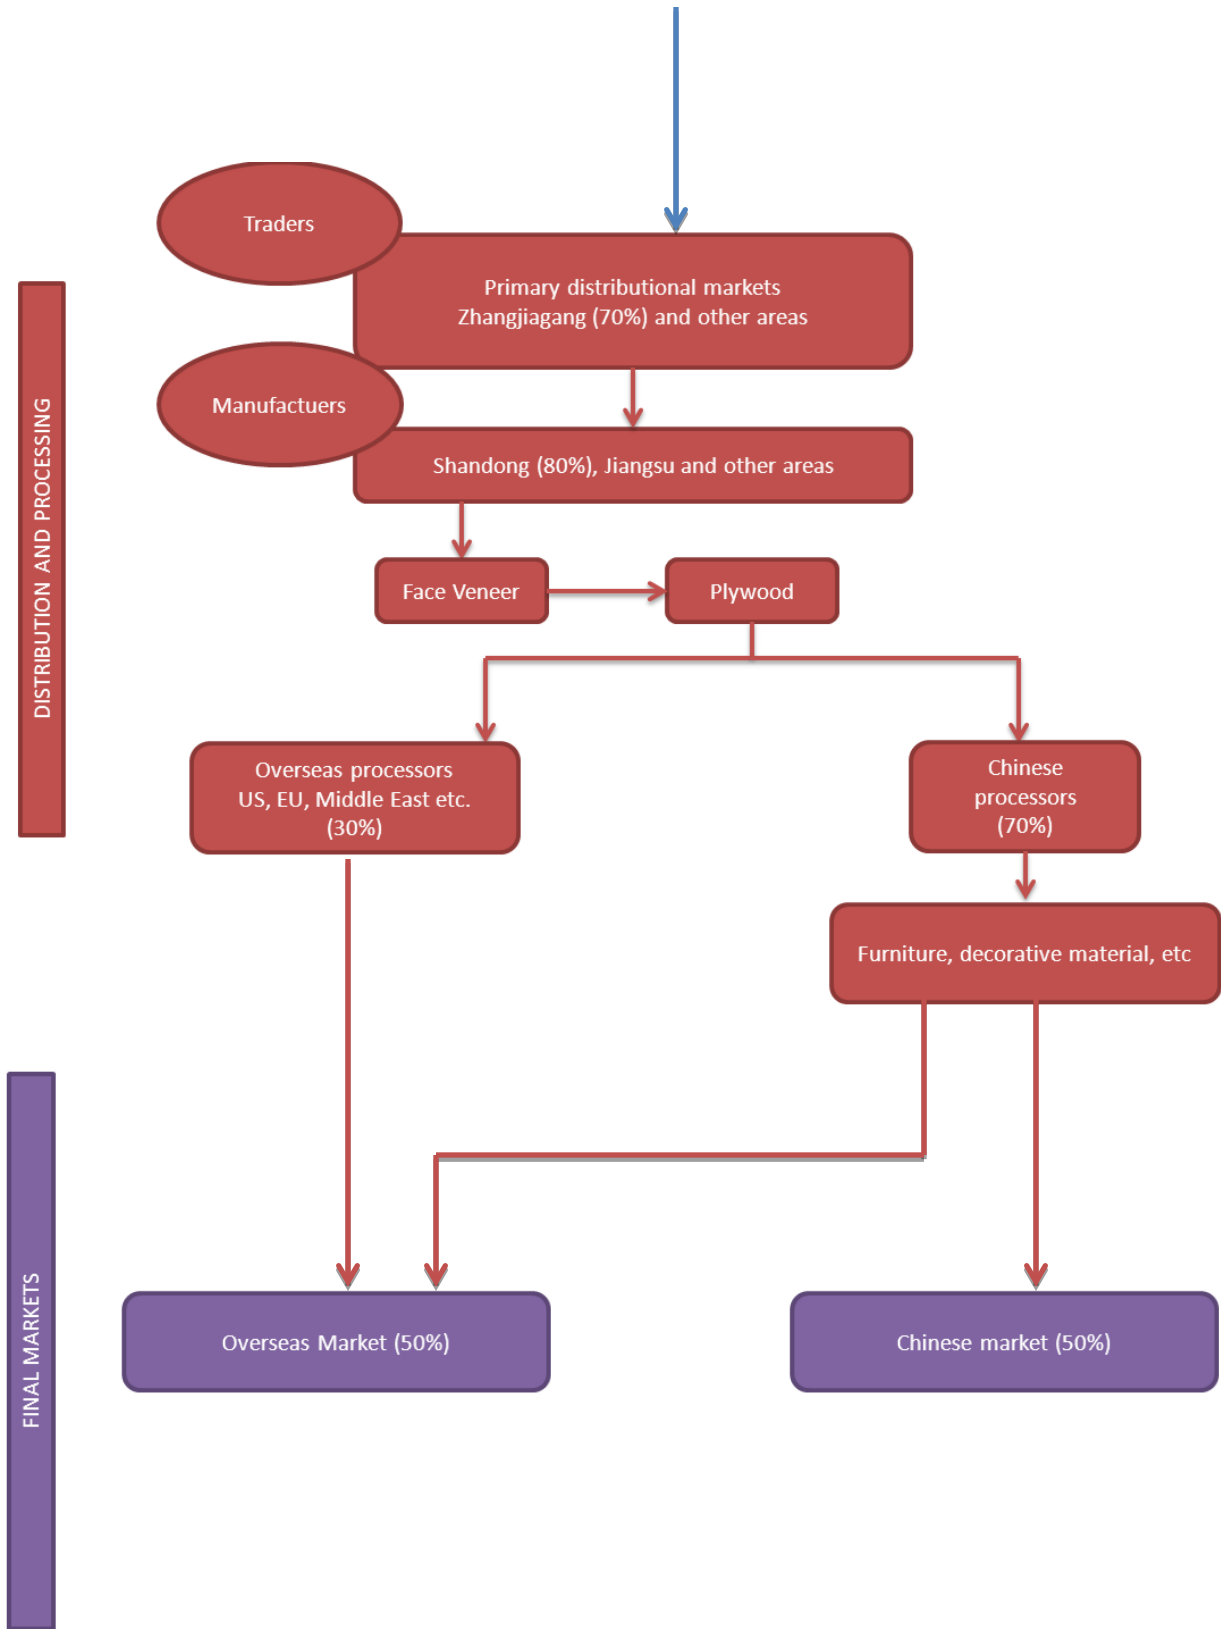 Traders
Primary distributional markets
Zhangjiagang (70%) and other areas
Manufactuers
Shandong (80%), Jiangsu and other areas
DISTRIBUTION AND PROCESSING
Face Veneer
Plywood
Overseas processors
US, EU, Middle East etc.
(30%)
Chinese
processors
(70%)
Furniture, decorative material, etc
FINAL MARKETS
Overseas Market (50%)
Chinese market (50%)